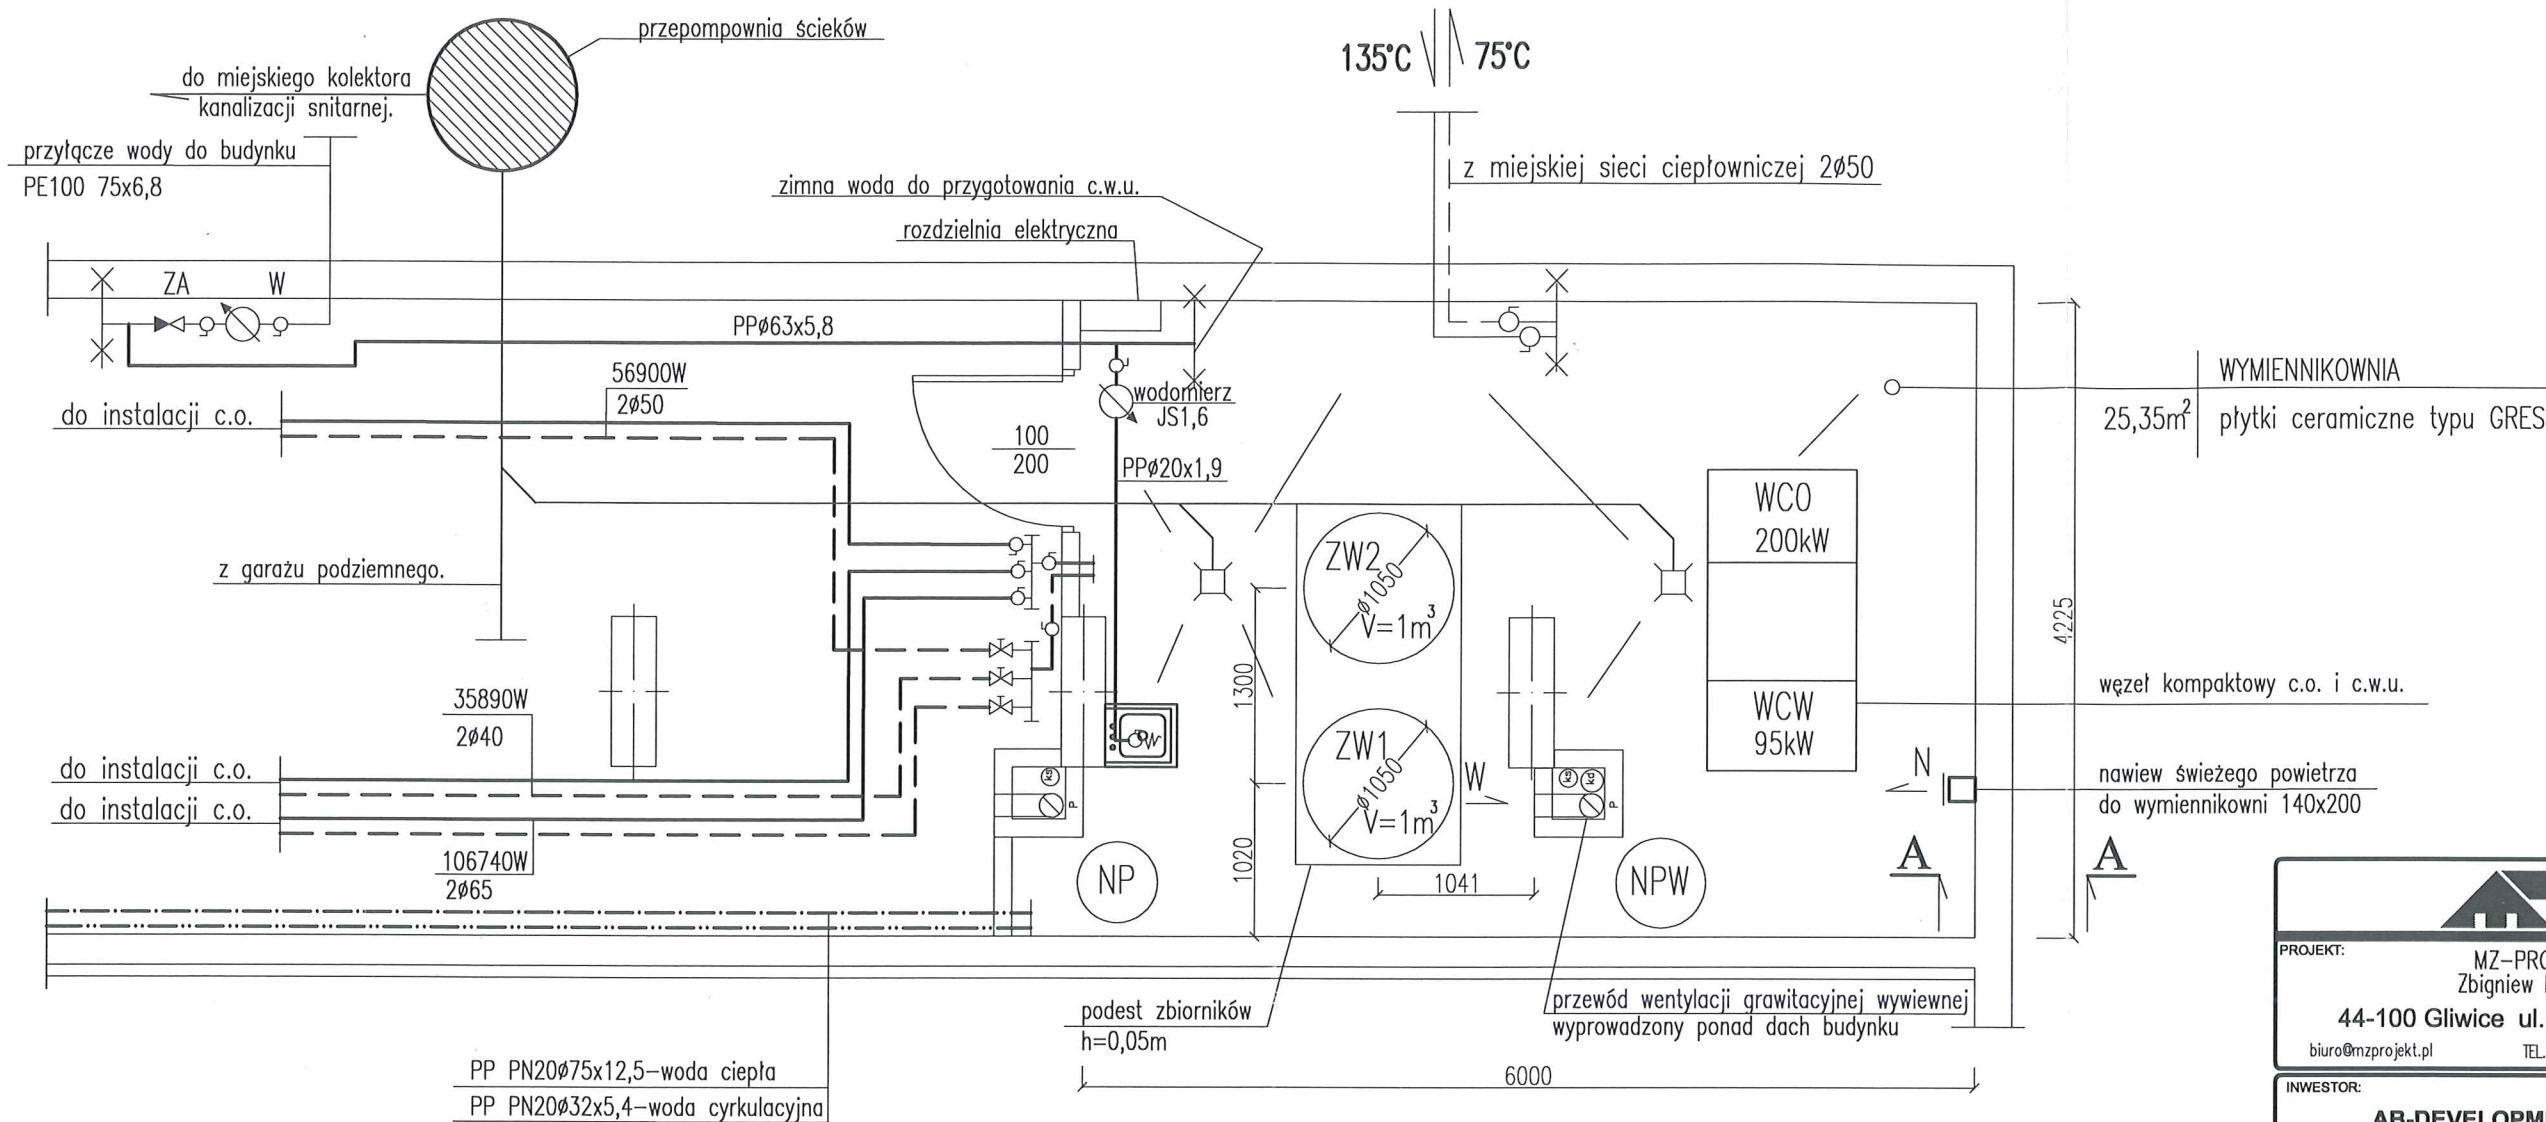 przepompownia ścieków
do miejskiego kolektora
kanalizacji snitarnej.
przyłącze wody do budynku
PE100 75x6,8
135°C
75°C
z miejskiej sieci ciepłowniczej 2ø50
zimna woda do przygotowania c.w.u.
rozdzielnia elektryczna
ZA W
PPø63x5,8
56900W
2ø50
do instalacji c.o.
wodomierz
JS1,6
100
200
PPø20x1,9
WYMIENNIKOWNIA
25,35m²
płytki ceramiczne typu GRES
WCO
200kW
ZW2
ø1050
V=1m³
z garażu podziemnego.
4225
1300
35890W
2ø40
węzeł kompaktowy c.o. i c.w.u.
WCW
95kW
ZW1
ø1050
V=1m³
W
N
nawiew świeżego powietrza
do wymiennikowni 140x200
do instalacji c.o.
do instalacji c.o.
ks
P
ks
kd
P
106740W
2ø65
1020
NP
1041
NPW
A
A
podest zbiorników
h=0,05m
przewód wentylacji grawitacyjnej wywiewnej
wyprowadzony ponad dach budynku
6000
PP PN20ø75x12,5-woda ciepła
PP PN20ø32x5,4-woda cyrkulacyjna
PROJEKT:
MZ-PRO
Zbigniew
44-100 Gliwice ul.
biuro@mzprojekt.pl TEL.
INWESTOR:
AB-DEVELOPM